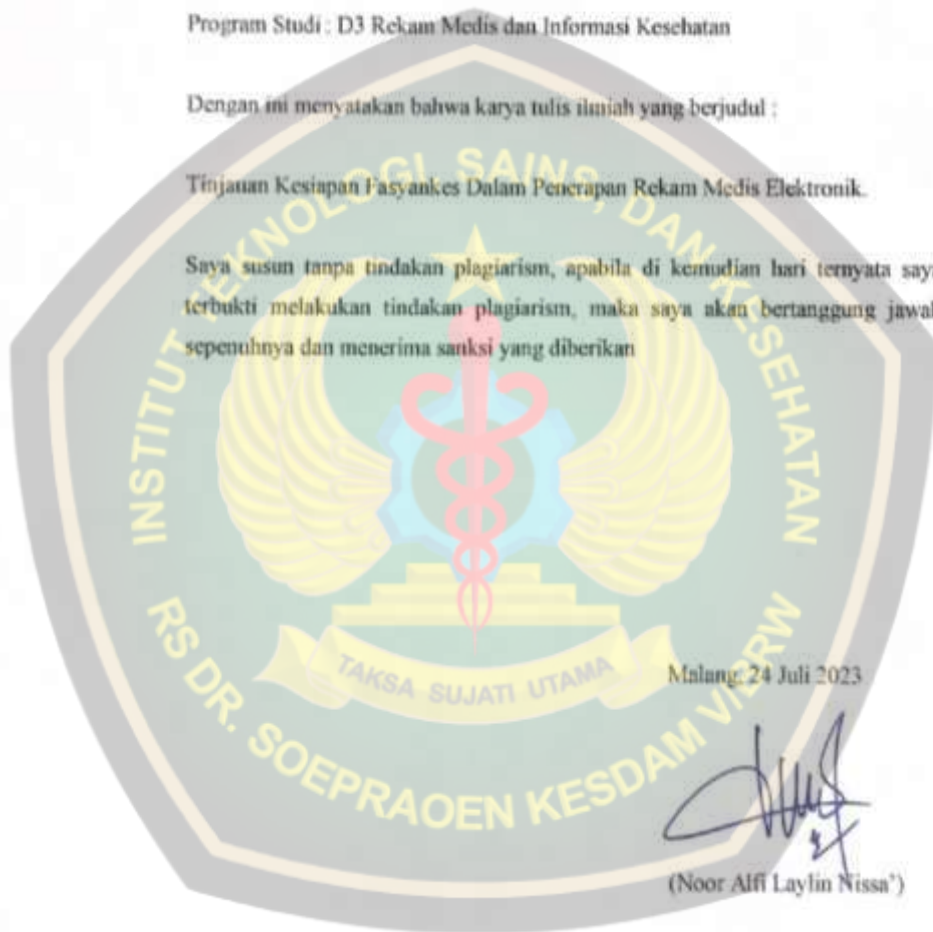 Program Studi : D3 Rekam Medis dan Informasi Kesehatan
Dengan ini menyatakan bahwa karya tulis ilmiah yang berjudul :
Tinjauan Kesiapan Fasyankes Dalam Penerapan Rekam Medis Elektronik.
Saya susun tanpa tindakan plagiarism, apabila di kemudian hari ternyata say
terbukti melakukan tindakan plagiarism, maka saya akan bertanggung jawa
sepenuhnya dan menerima sanksi yang diberikan
INSTITUT TEKNOLOGI, SAINS, DAN KESEHATAN
TAKSA SUJATI UTAMA
RS DR. SOEPRAOEN KESDAM V/BRW
Malang, 24 Juli 2023
(Noor Alfi Laylin Nissa')